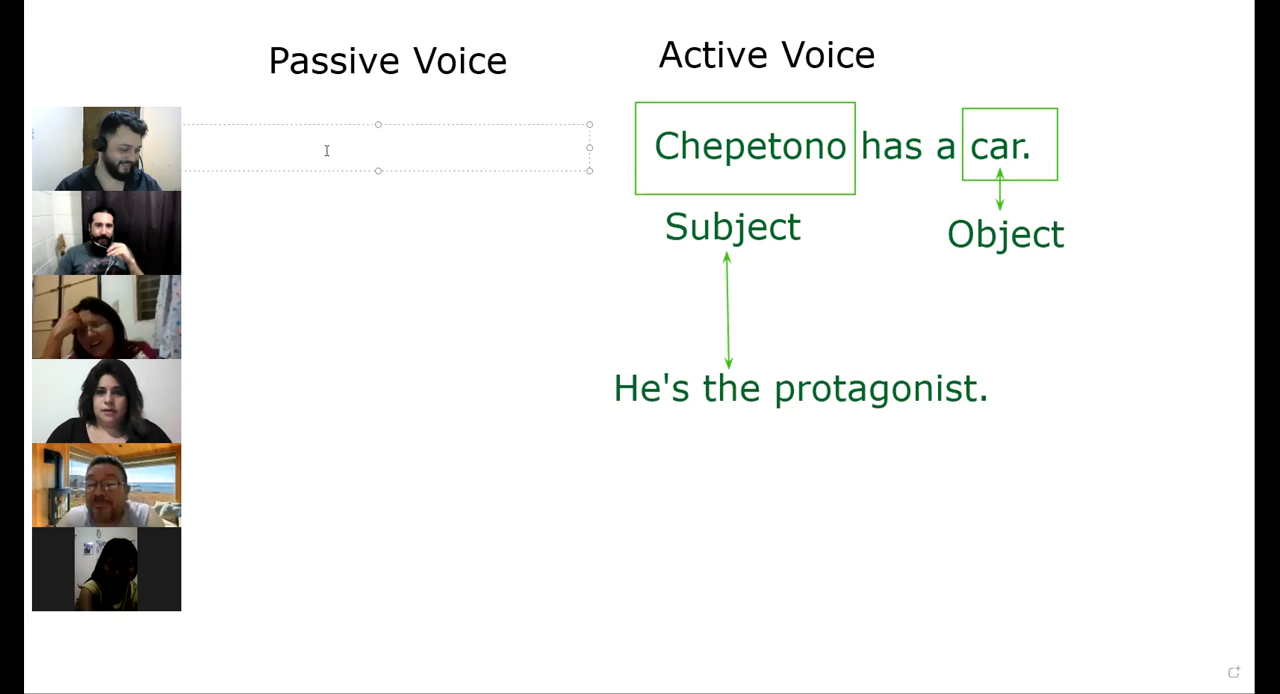 Passive Voice
Active Voice
Chepetono has a car.
Subject
Object
He's the protagonist.